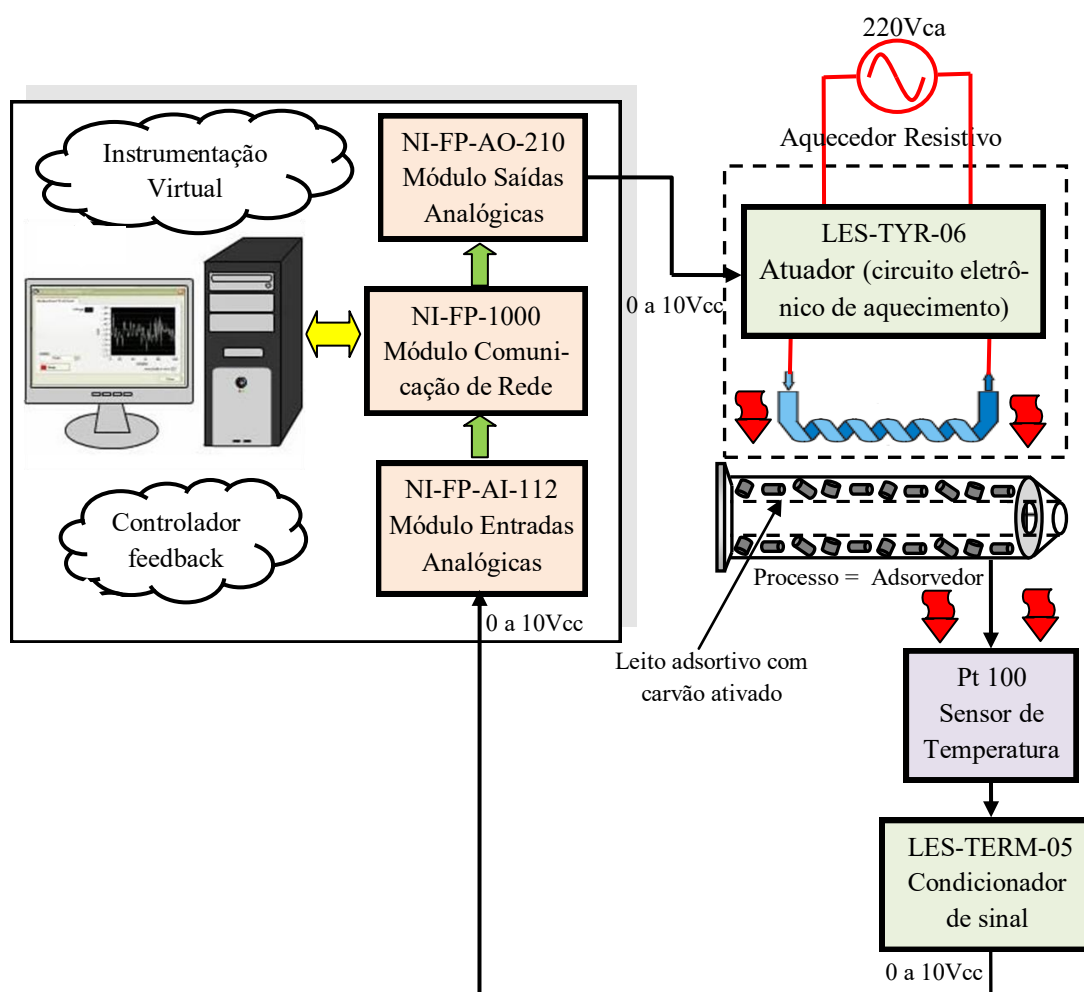 220Vca
Aquecedor Resistivo
Instrumentação
Virtual
NI-FP-AO-210
Módulo Saídas
Analógicas
LES-TYR-06
Atuador (circuito eletrô-
nico de aquecimento)
0 a 10Vcc
NI-FP-1000
Módulo Comuni-
cação de Rede
NI-FP-AI-112
Módulo Entradas
Analógicas
Controlador
feedback
0 a 10Vcc
Processo = Adsorvedor
Leito adsortivo com
carvão ativado
Pt 100
Sensor de
Temperatura
LES-TERM-05
Condicionador
de sinal
0 a 10Vcc